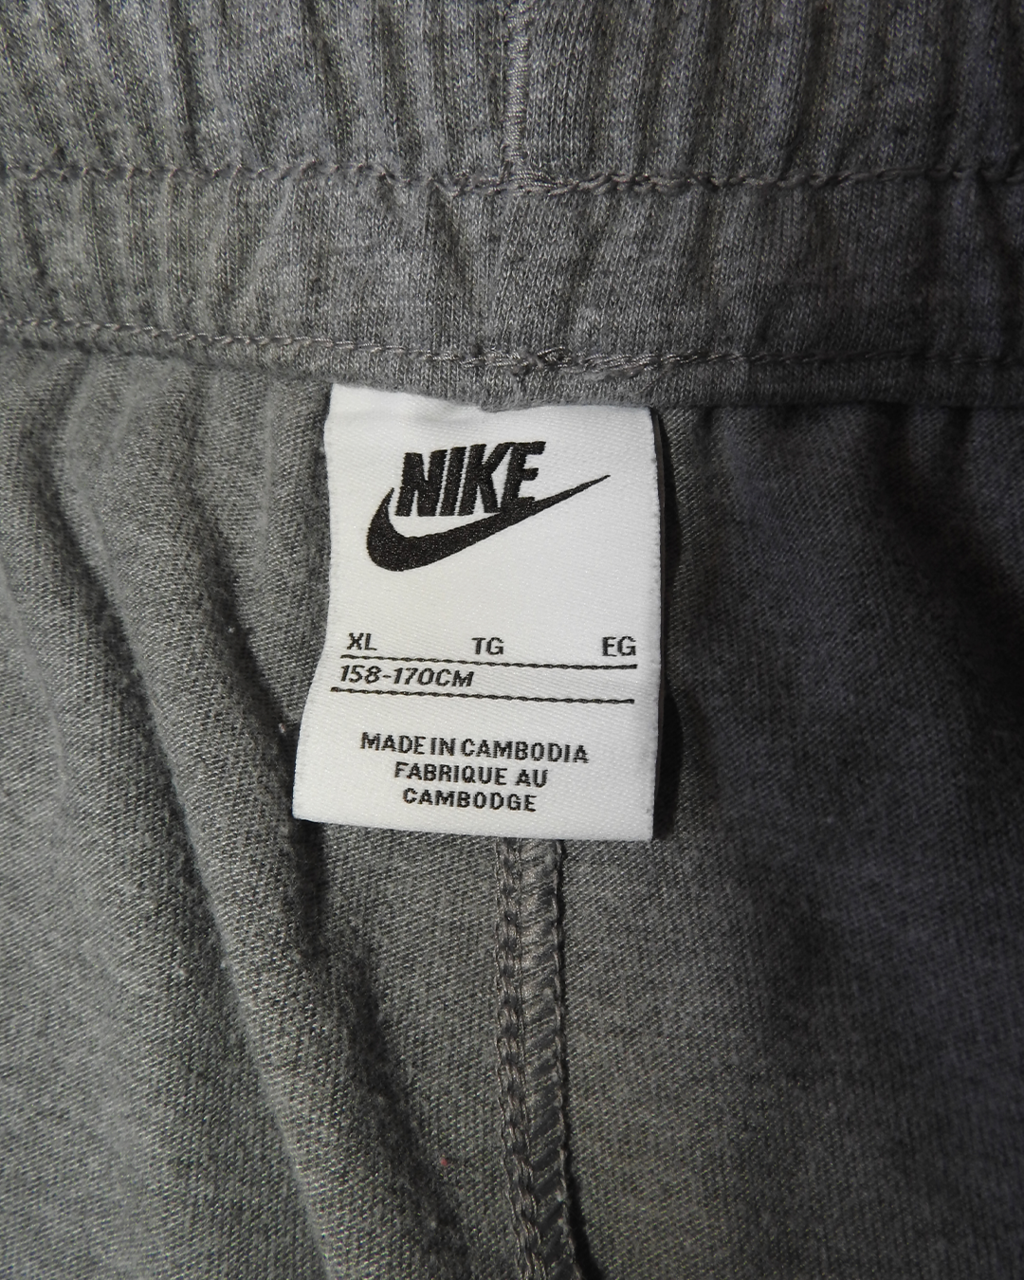 NIKE
XL TG EG
158-170CM
MADE IN CAMBODIA
FABRIQUE AU
CAMBODGE